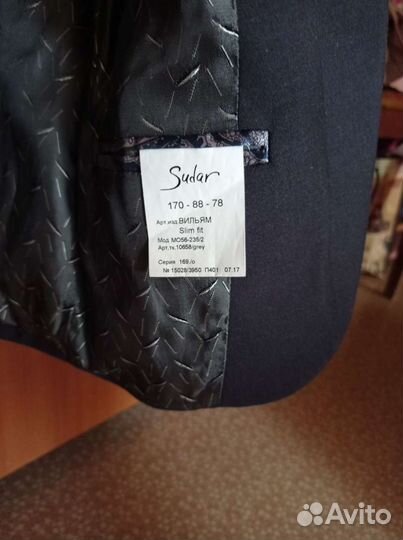 Sudar
170 - 88 - 78
Арт.изд.ВИЛЬЯМ
Slim fit
Мод. МО56-235/2
Арт.тк.10658/grey
Серия 169./о
№ 15028/3950 П401 07.17
Avito